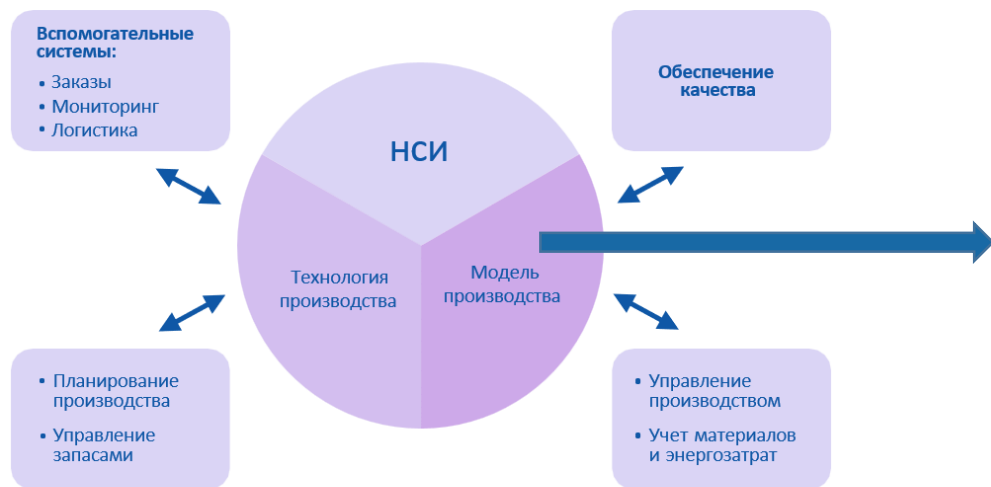 Вспомогательные
системы:
• Заказы
• Мониторинг
• Логистика
Обеспечение
качества
НСИ
Технология
производства
Модель
производства
• Планирование
производства
• Управление
запасами
• Управление
производством
• Учет материалов
и энергозатрат